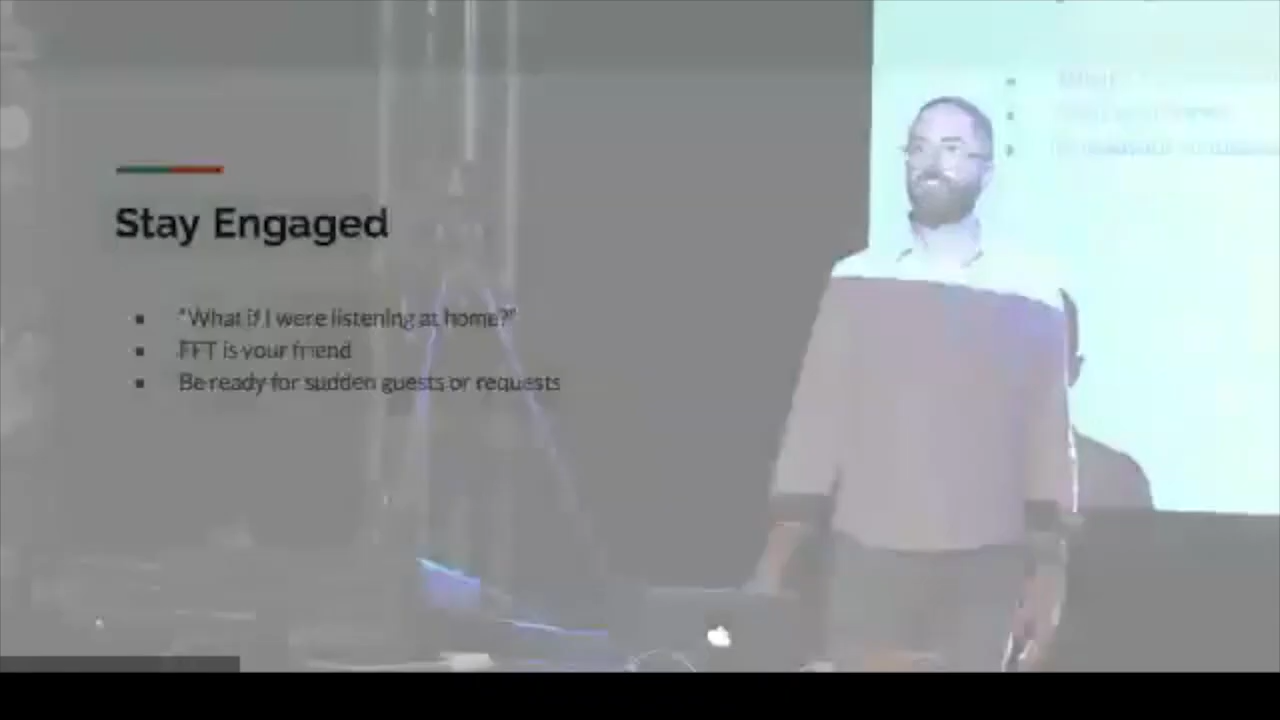 Stay Engaged
"What if I were listening at home?"
FFT is your friend
Be ready for sudden guests or requests